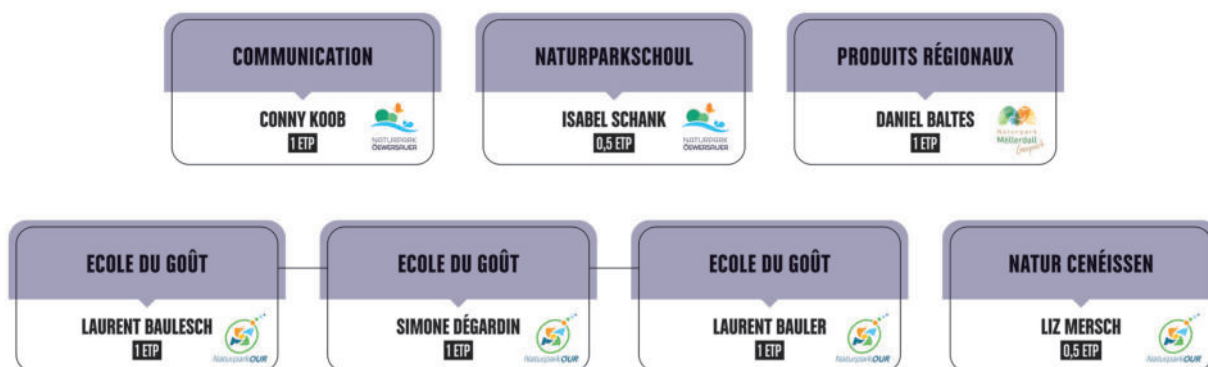 COMMUNICATION
CONNY KOOB
1 ETP
NATURPARK
ÖEWERSAUER
NATURPARKSCHOUL
ISABEL SCHANK
0,5 ETP
NATURPARK
ÖEWERSAUER
PRODUITS RÉGIONAUX
DANIEL BALTES
1 ETP
Naturpark
Mëllerdall
Geopark
ECOLE DU GOÛT
LAURENT BAULESCH
1 ETP
NaturparkOUR
ECOLE DU GOÛT
SIMONE DÉGARDIN
1 ETP
NaturparkOUR
ECOLE DU GOÛT
LAURENT BAULER
1 ETP
NaturparkOUR
NATUR CENÉISSEN
LIZ MERSCH
0,5 ETP
NaturparkOUR